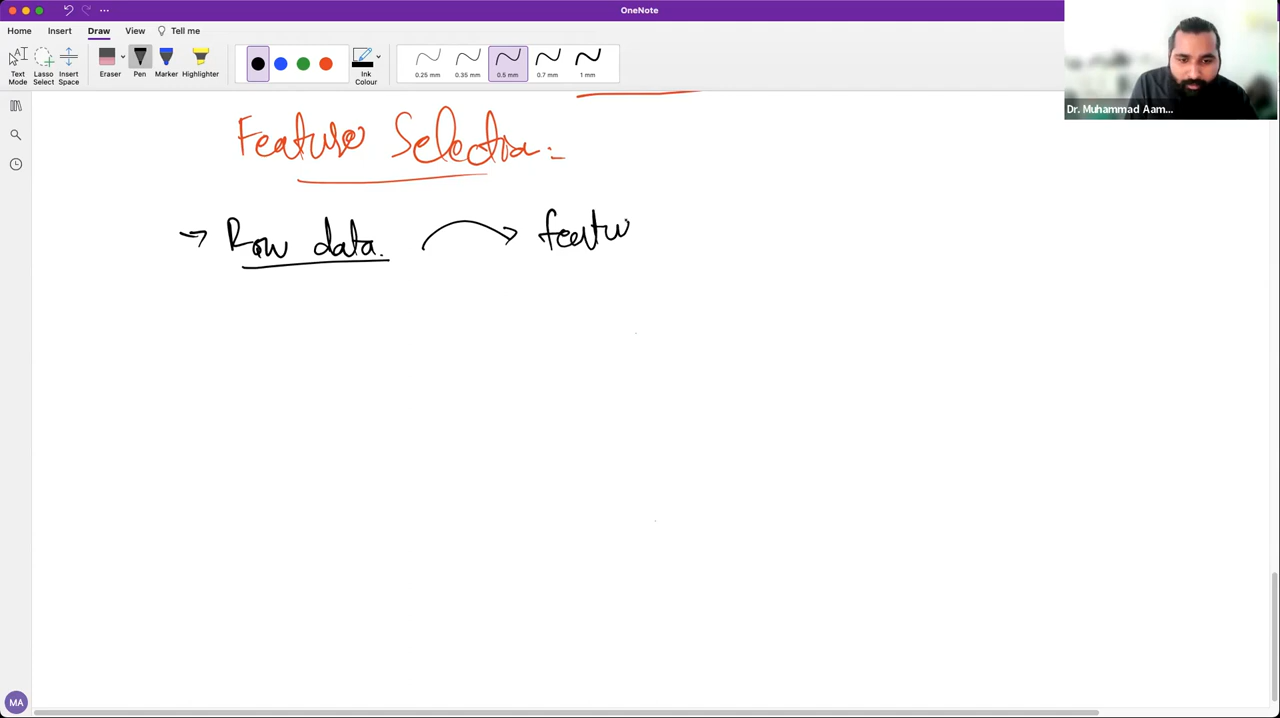 OneNote
Home Insert Draw View Tell me
Text Mode Lasso Select Insert Space Eraser Pen Marker Highlighter Ink Colour 0.25 mm 0.35 mm 0.5 mm 0.7 mm 1 mm
Dr. Muhammad Aam...
Feature Selection:-
→ Raw data. → featu
MA